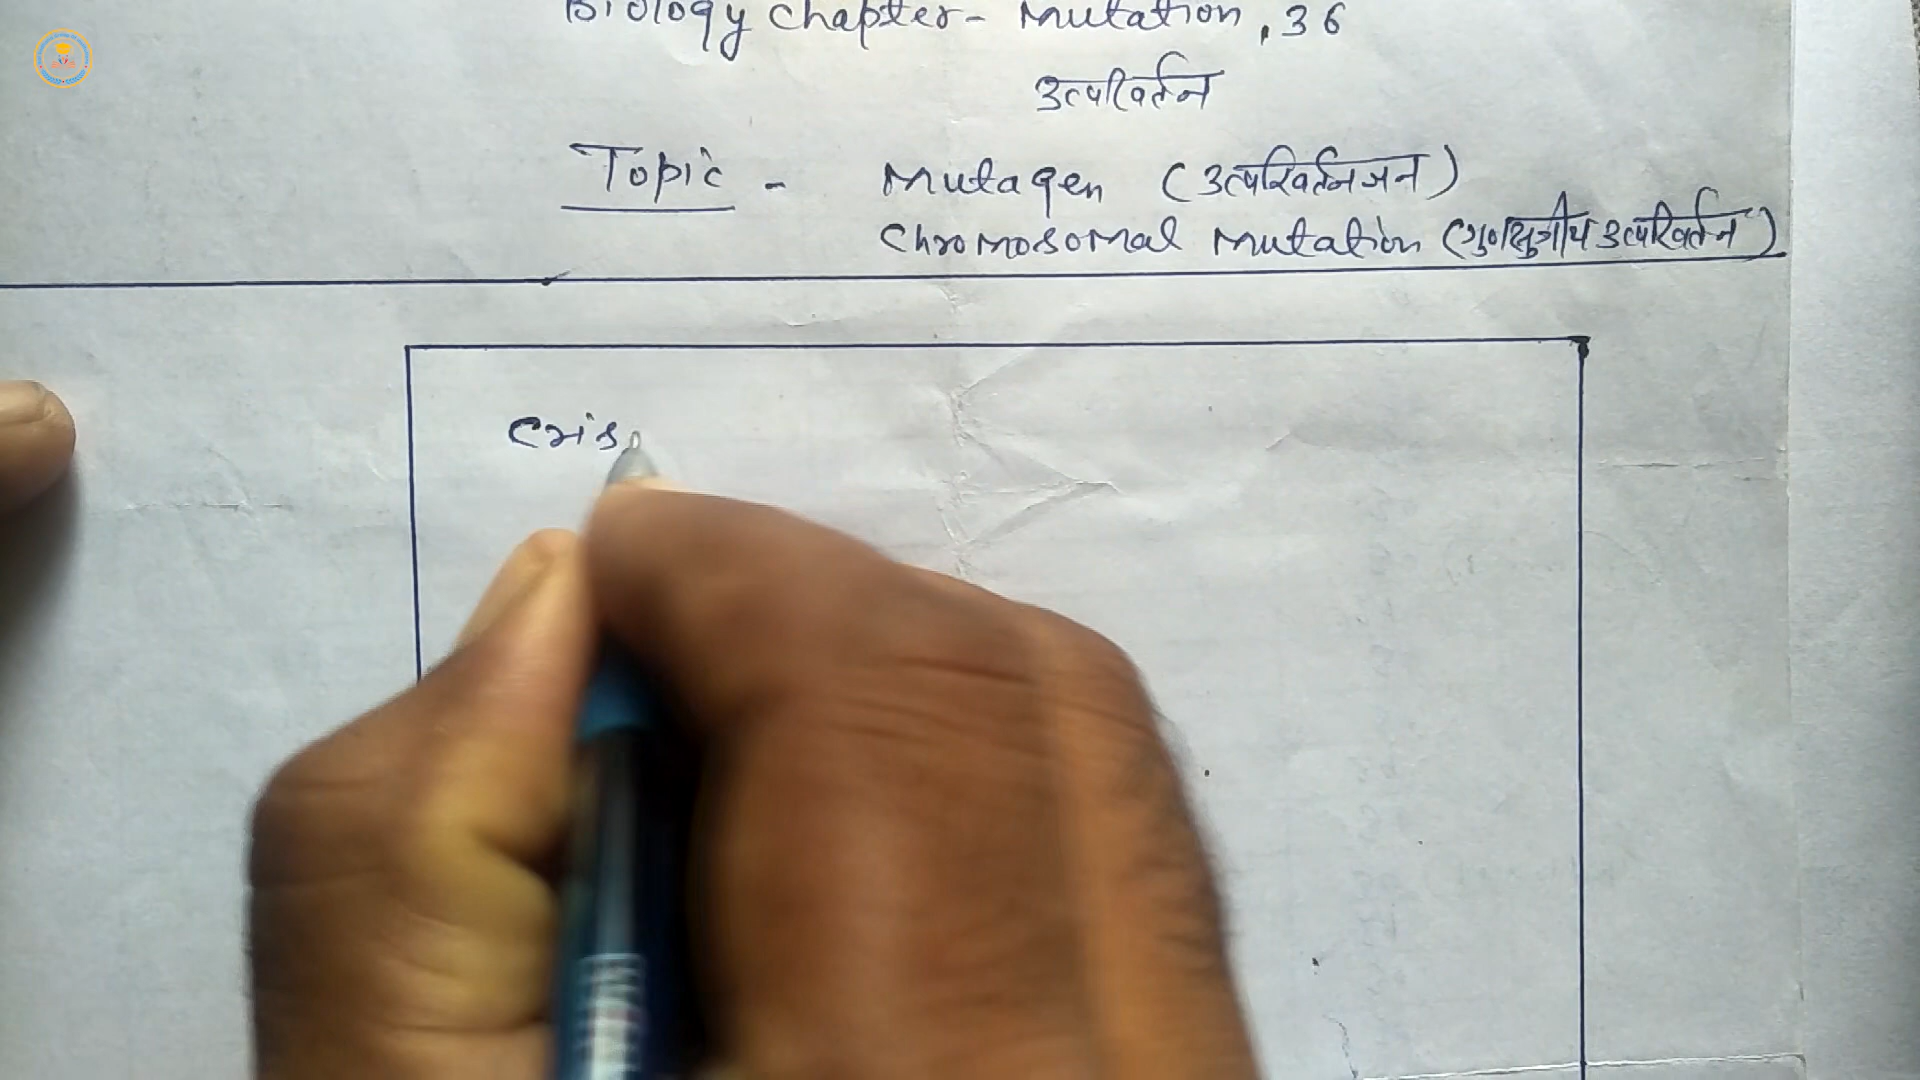 Biology Chapter - Mutation, 36
उत्परिवर्तन
Topic - Mutagen (उत्परिवर्तनजन)
Chromosomal Mutation (गुणसुत्रीय उत्परिवर्तन)
Cris